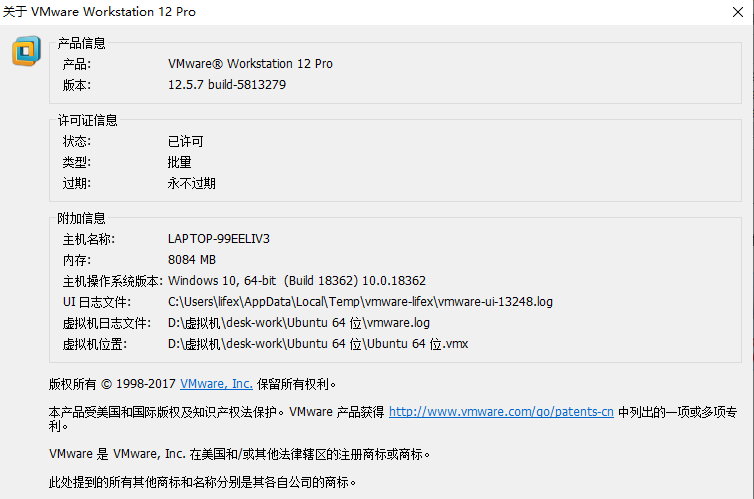 关于 VMware Workstation 12 Pro
产品信息
产品: VMware® Workstation 12 Pro
版本: 12.5.7 build-5813279
许可证信息
状态: 已许可
类型: 批量
过期: 永不过期
附加信息
主机名称: LAPTOP-99EELIV3
内存: 8084 MB
主机操作系统版本: Windows 10, 64-bit (Build 18362) 10.0.18362
UI 日志文件: C:\Users\lifex\AppData\Local\Temp\vmware-lifex\vmware-ui-13248.log
虚拟机日志文件: D:\虚拟机\desk-work\Ubuntu 64 位\vmware.log
虚拟机位置: D:\虚拟机\desk-work\Ubuntu 64 位\Ubuntu 64 位.vmx
版权所有 © 1998-2017 VMware, Inc. 保留所有权利。
本产品受美国和国际版权及知识产权法保护。VMware 产品获得 http://www.vmware.com/go/patents-cn 中列出的一项或多项专
利。
VMware 是 VMware, Inc. 在美国和/或其他法律辖区的注册商标或商标。
此处提到的所有其他商标和名称分别是其各自公司的商标。